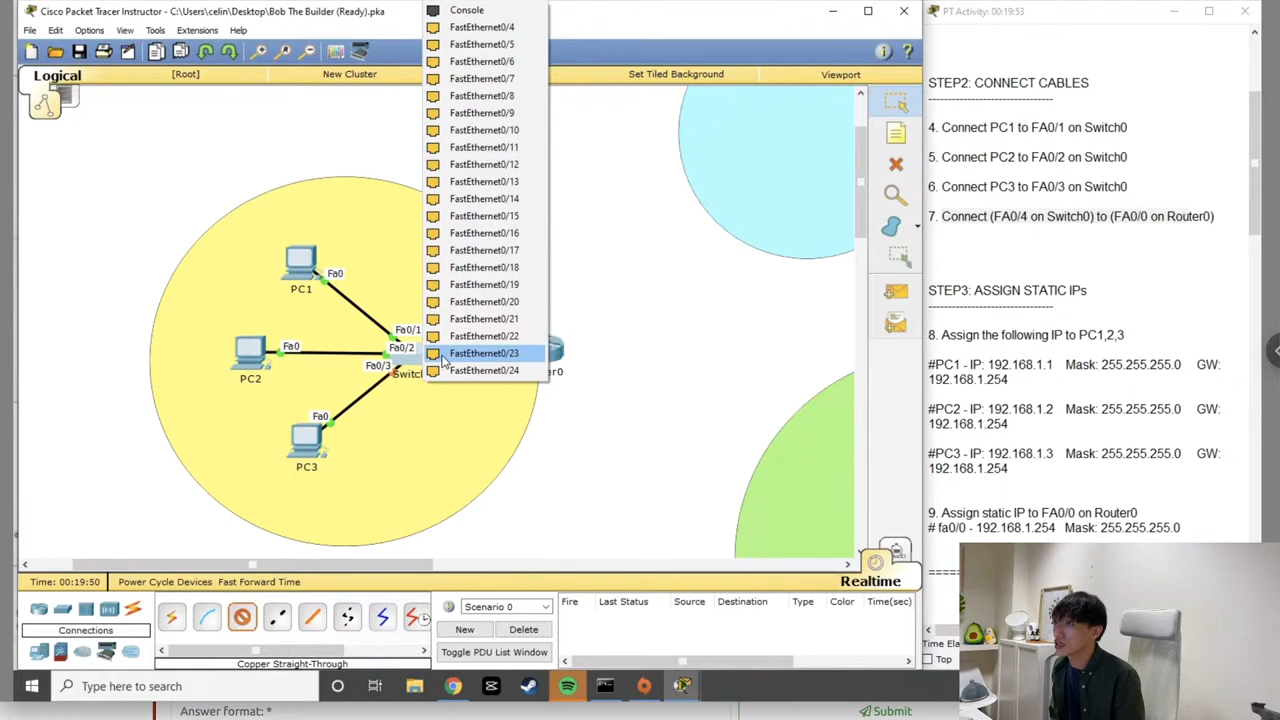 Cisco Packet Tracer Instructor - C:\Users\celin\Desktop\Bob The Builder (Ready).pka
File Edit Options View Tools Extensions Help
Logical
[Root]
New Cluster
Set Tiled Background
Viewport
Console
FastEthernet0/4
FastEthernet0/5
FastEthernet0/6
FastEthernet0/7
FastEthernet0/8
FastEthernet0/9
FastEthernet0/10
FastEthernet0/11
FastEthernet0/12
FastEthernet0/13
FastEthernet0/14
FastEthernet0/15
FastEthernet0/16
FastEthernet0/17
FastEthernet0/18
FastEthernet0/19
FastEthernet0/20
FastEthernet0/21
FastEthernet0/22
FastEthernet0/23
FastEthernet0/24
Fa0
PC1
Fa0/1
Fa0
Fa0/2
PC2
Fa0/3
Fa0
PC3
Time: 00:19:50
Power Cycle Devices Fast Forward Time
Realtime
Connections
Copper Straight-Through
Scenario 0
New
Delete
Toggle PDU List Window
Fire Last Status Source Destination Type Color Time(sec)
PT Activity: 00:19:53
STEP2: CONNECT CABLES
-------------------------------
4. Connect PC1 to FA0/1 on Switch0
5. Connect PC2 to FA0/2 on Switch0
6. Connect PC3 to FA0/3 on Switch0
7. Connect (FA0/4 on Switch0) to (FA0/0 on Router0)
STEP3: ASSIGN STATIC IPs
-------------------------------
8. Assign the following IP to PC1,2,3
#PC1 - IP: 192.168.1.1 Mask: 255.255.255.0 GW:
192.168.1.254
#PC2 - IP: 192.168.1.2 Mask: 255.255.255.0 GW:
192.168.1.254
#PC3 - IP: 192.168.1.3 Mask: 255.255.255.0 GW:
192.168.1.254
9. Assign static IP to FA0/0 on Router0
# fa0/0 - 192.168.1.254 Mask: 255.255.255.0
Top
Type here to search
Answer format: *
Submit